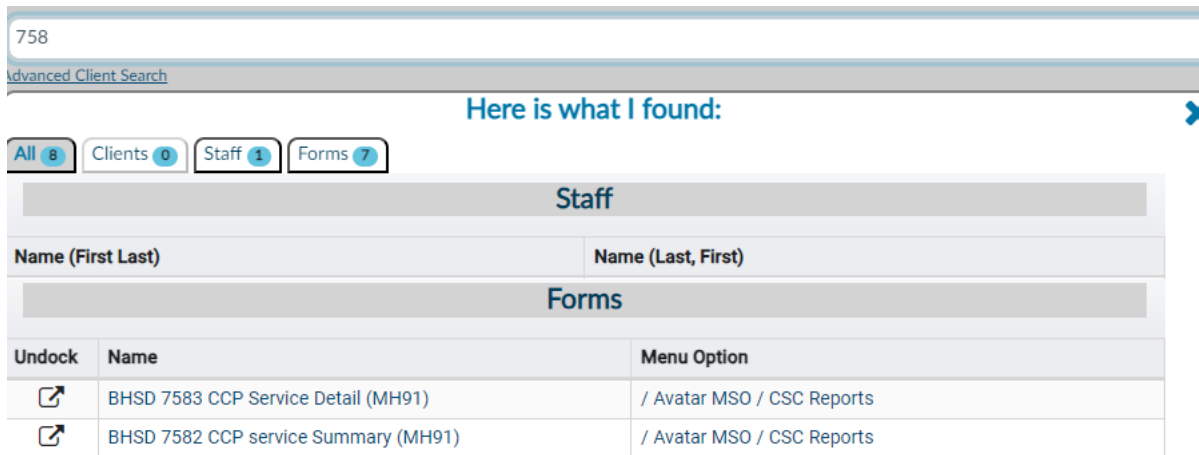 758
Advanced Client Search
Here is what I found:
All 8 Clients 0 Staff 1 Forms 7
Staff
Name (First Last) Name (Last, First)
Forms
Undock Name Menu Option
BHSD 7583 CCP Service Detail (MH91) / Avatar MSO / CSC Reports
BHSD 7582 CCP service Summary (MH91) / Avatar MSO / CSC Reports